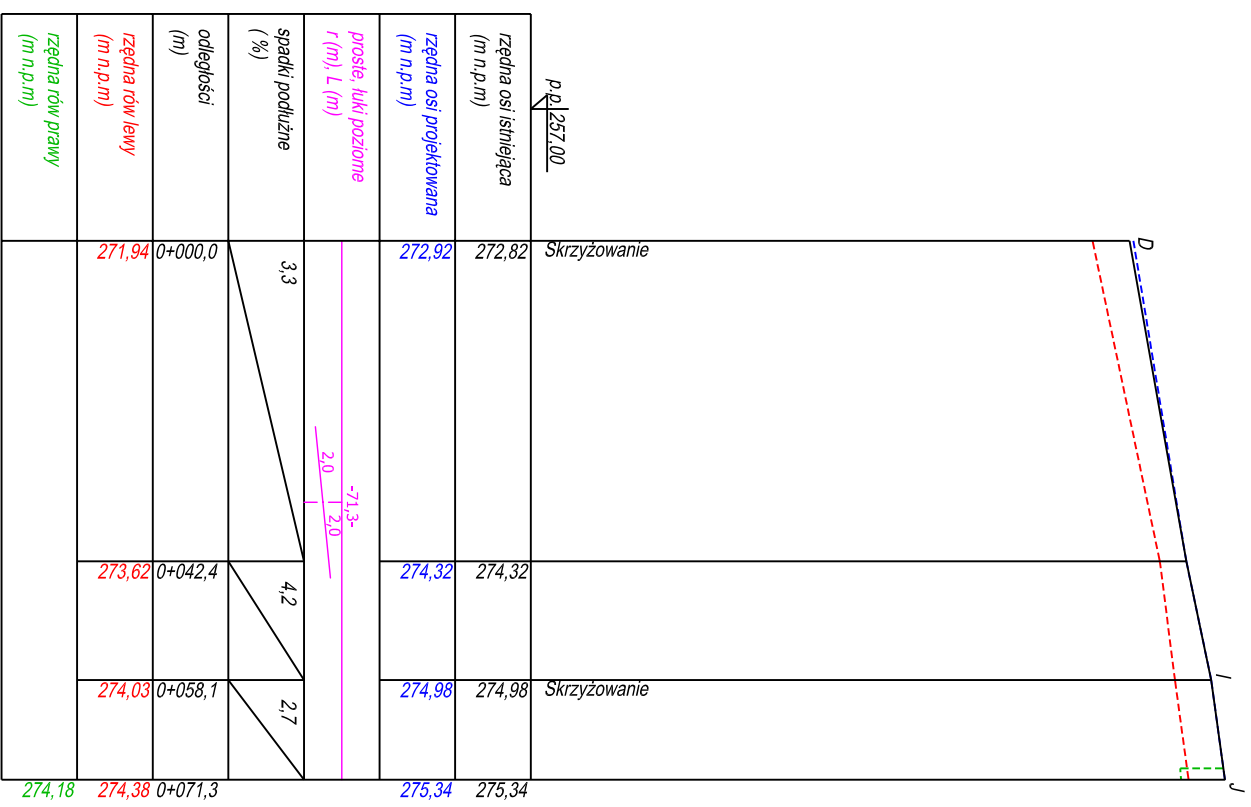 p.p.257,00
rzędna osi istniejąca
(m n.p.m)
rzędna osi projektowana
(m n.p.m)
proste, łuki poziome
r (m), L (m)
spadki podłużne
( %)
odległości
(m)
rzędna rów lewy
(m n.p.m)
rzędna rów prawy
(m n.p.m)
D
271,94 0+000,0 272,92 272,82 Skrzyżowanie
3,3
2,0
-71,3-
2,0
273,62 0+042,4 274,32 274,32
4,2
I
274,03 0+058,1 274,98 274,98 Skrzyżowanie
2,7
J
274,18 274,38 0+071,3 275,34 275,34